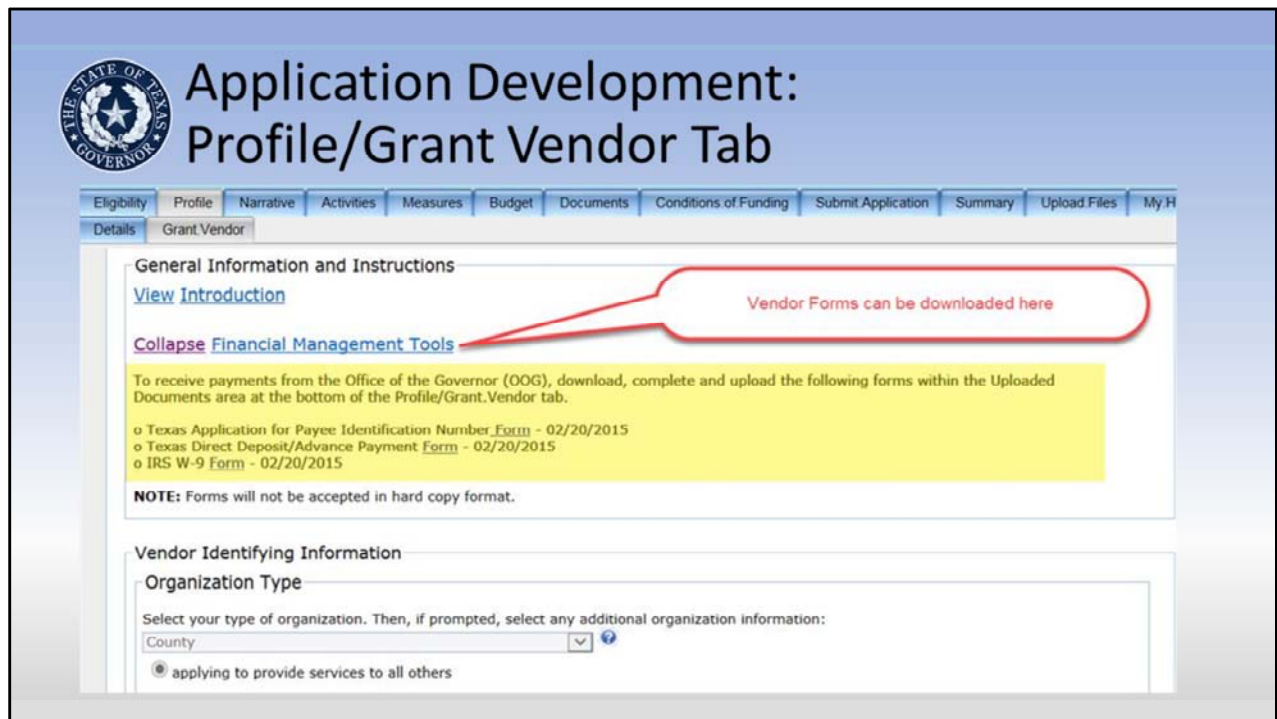 THE STATE OF TEXAS
GOVERNOR
Application Development:
Profile/Grant Vendor Tab
Eligibility Profile Narrative Activities Measures Budget Documents Conditions of Funding Submit Application Summary Upload.Files My.H
Details Grant.Vendor
General Information and Instructions
View Introduction
Vendor Forms can be downloaded here
Collapse Financial Management Tools
To receive payments from the Office of the Governor (OOG), download, complete and upload the following forms within the Uploaded
Documents area at the bottom of the Profile/Grant.Vendor tab.
o Texas Application for Payee Identification Number Form - 02/20/2015
o Texas Direct Deposit/Advance Payment Form - 02/20/2015
o IRS W-9 Form - 02/20/2015
NOTE: Forms will not be accepted in hard copy format.
Vendor Identifying Information
Organization Type
Select your type of organization. Then, if prompted, select any additional organization information:
County
applying to provide services to all others